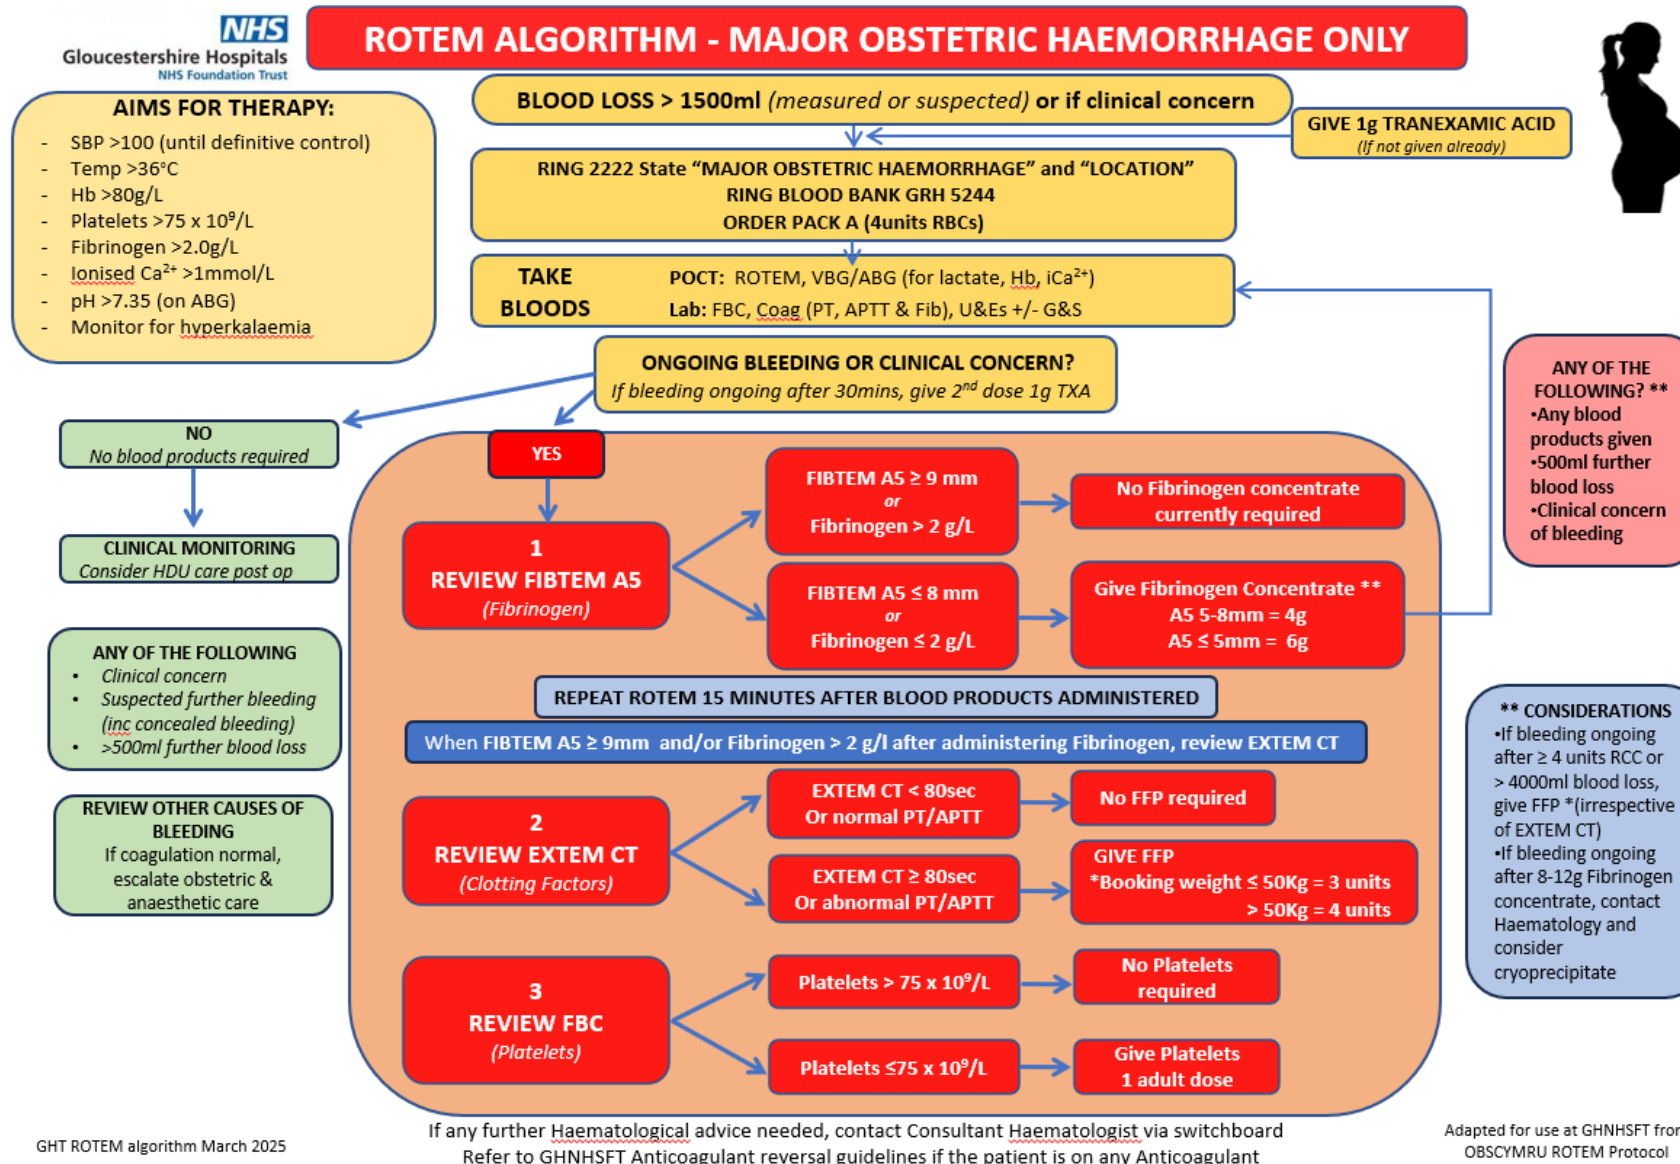 NHS
Gloucestershire Hospitals
NHS Foundation Trust
ROTEM ALGORITHM - MAJOR OBSTETRIC HAEMORRHAGE ONLY
AIMS FOR THERAPY:
- SBP >100 (until definitive control)
- Temp >36°C
- Hb >80g/L
- Platelets >75 x 10⁹/L
- Fibrinogen >2.0g/L
- Ionised Ca²⁺ >1mmol/L
- pH >7.35 (on ABG)
- Monitor for hyperkalaemia
BLOOD LOSS > 1500ml (measured or suspected) or if clinical concern
GIVE 1g TRANEXAMIC ACID
(If not given already)
RING 2222 State “MAJOR OBSTETRIC HAEMORRHAGE” and “LOCATION”
RING BLOOD BANK GRH 5244
ORDER PACK A (4units RBCs)
TAKE
BLOODS
POCT: ROTEM, VBG/ABG (for lactate, Hb, iCa²⁺)
Lab: FBC, Coag (PT, APTT & Fib), U&Es +/- G&S
ONGOING BLEEDING OR CLINICAL CONCERN?
If bleeding ongoing after 30mins, give 2nd dose 1g TXA
NO
No blood products required
CLINICAL MONITORING
Consider HDU care post op
ANY OF THE FOLLOWING
• Clinical concern
• Suspected further bleeding
(inc concealed bleeding)
• >500ml further blood loss
REVIEW OTHER CAUSES OF
BLEEDING
If coagulation normal,
escalate obstetric &
anaesthetic care
YES
1
REVIEW FIBTEM A5
(Fibrinogen)
FIBTEM A5 ≥ 9 mm
or
Fibrinogen > 2 g/L
No Fibrinogen concentrate
currently required
FIBTEM A5 ≤ 8 mm
or
Fibrinogen ≤ 2 g/L
Give Fibrinogen Concentrate **
A5 5-8mm = 4g
A5 ≤ 5mm = 6g
REPEAT ROTEM 15 MINUTES AFTER BLOOD PRODUCTS ADMINISTERED
When FIBTEM A5 ≥ 9mm and/or Fibrinogen > 2 g/l after administering Fibrinogen, review EXTEM CT
2
REVIEW EXTEM CT
(Clotting Factors)
EXTEM CT < 80sec
Or normal PT/APTT
No FFP required
EXTEM CT ≥ 80sec
Or abnormal PT/APTT
GIVE FFP
*Booking weight ≤ 50Kg = 3 units
> 50Kg = 4 units
3
REVIEW FBC
(Platelets)
Platelets > 75 x 10⁹/L
No Platelets
required
Platelets ≤75 x 10⁹/L
Give Platelets
1 adult dose
ANY OF THE
FOLLOWING? **
•Any blood
products given
•500ml further
blood loss
•Clinical concern
of bleeding
** CONSIDERATIONS
•If bleeding ongoing
after ≥ 4 units RCC or
> 4000ml blood loss,
give FFP *(irrespective
of EXTEM CT)
•If bleeding ongoing
after 8-12g Fibrinogen
concentrate, contact
Haematology and
consider
cryoprecipitate
GHT ROTEM algorithm March 2025
If any further Haematological advice needed, contact Consultant Haematologist via switchboard
Refer to GHNHSFT Anticoagulant reversal guidelines if the patient is on any Anticoagulant
Adapted for use at GHNHSFT from
OBSCYMRU ROTEM Protocol